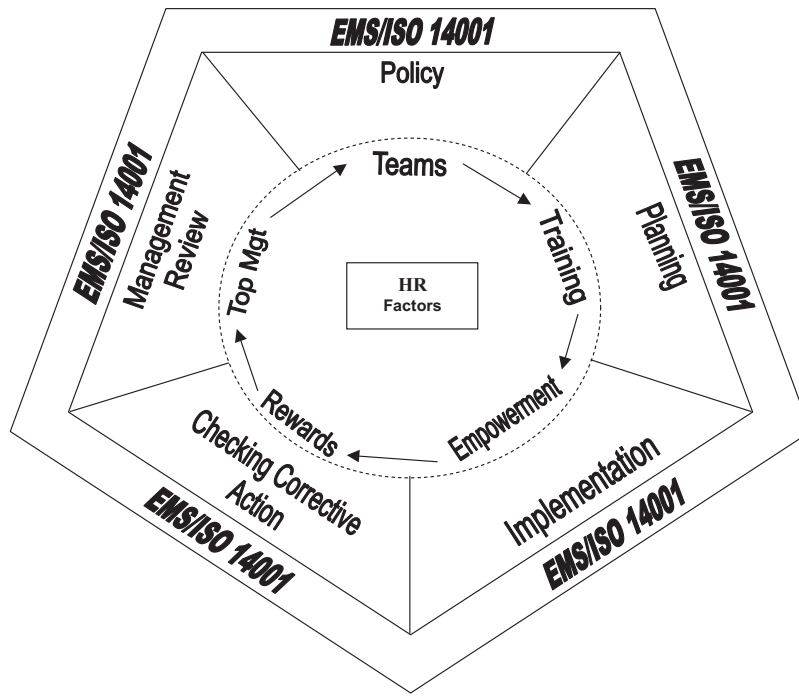 EMS/ISO 14001
Policy
Teams
EMS/ISO 14001
Planning
Training
EMS/ISO 14001
Management
Review
Top Mgt
HR
Factors
Empowerment
Rewards
Implementation
EMS/ISO 14001
Checking Corrective
Action
EMS/ISO 14001